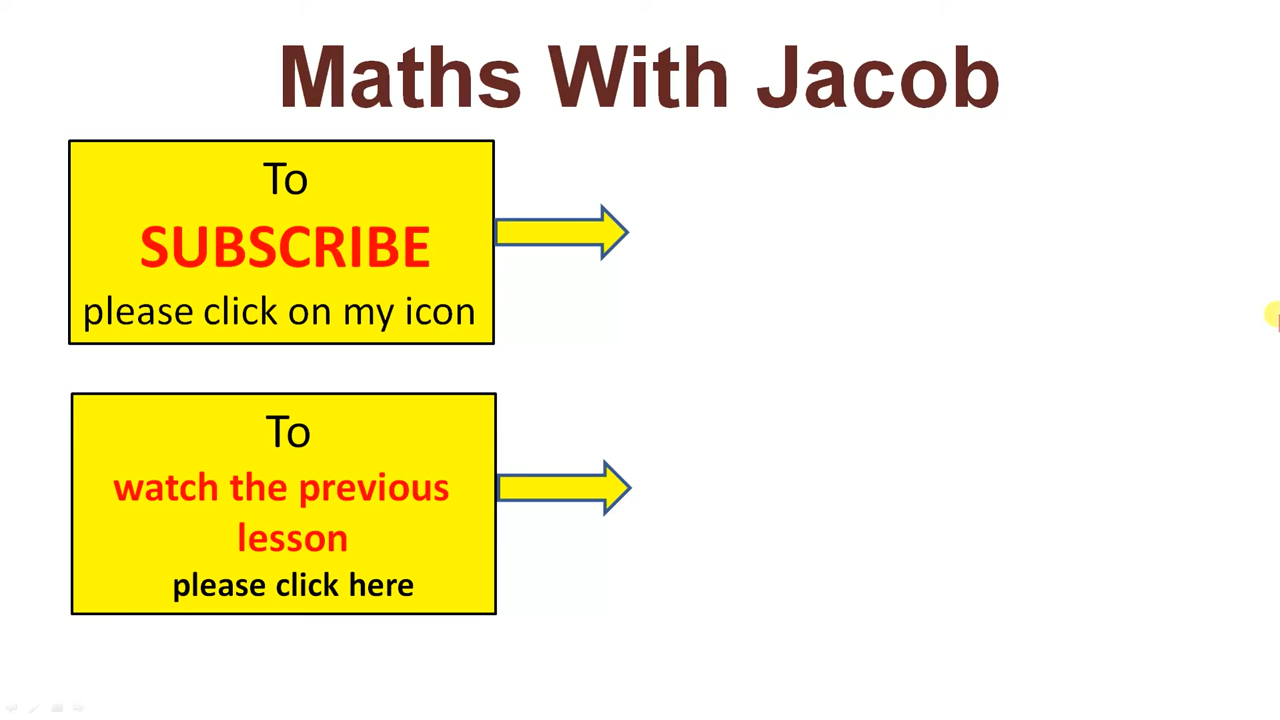 Maths With Jacob
To
SUBSCRIBE
please click on my icon
To
watch the previous
lesson
please click here